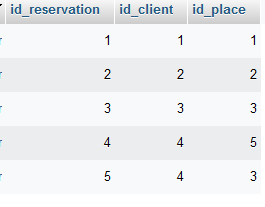 id_reservation id_client id_place
1 1 1
2 2 2
3 3 3
4 4 5
5 4 3